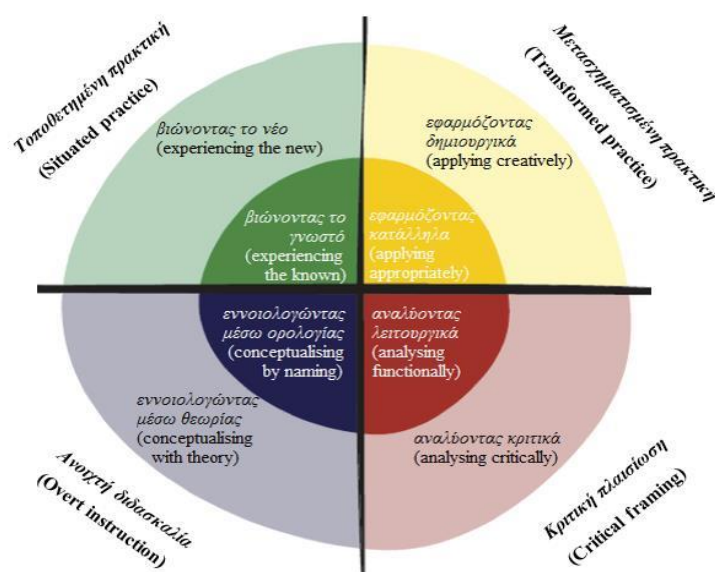 Τοποθετημένη πρακτική
(Situated practice)
Μετασχηματισμένη πρακτική
(Transformed practice)
βιώνοντας το νέο
(experiencing the new)
εφαρμόζοντας
δημιουργικά
(applying creatively)
βιώνοντας το
γνωστό
(experiencing
the known)
εφαρμόζοντας
κατάλληλα
(applying
appropriately)
εννοιολογώντας
μέσω ορολογίας
(conceptualising
by naming)
αναλύοντας
λειτουργικά
(analysing
functionally)
εννοιολογώντας
μέσω θεωρίας
(conceptualising
with theory)
αναλύοντας κριτικά
(analysing critically)
Ανοιχτή διδασκαλία
(Overt instruction)
Κριτική πλαισίωση
(Critical framing)